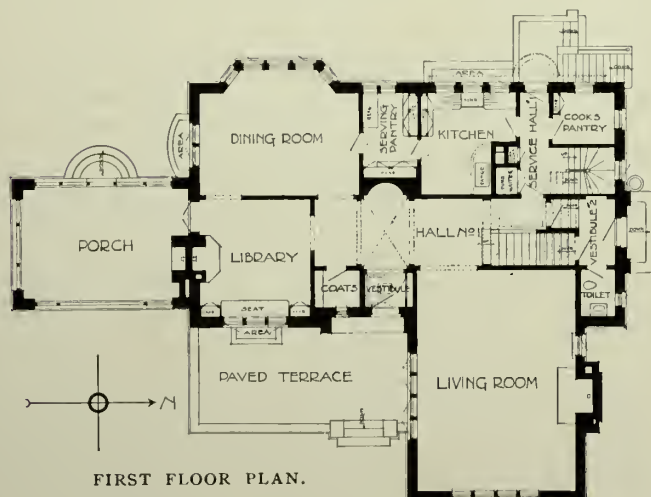 AREA
DINING ROOM
AREA
SERVING
PANTRY
KITCHEN
SERVICE HALL
COOKS
PANTRY
PORCH
LIBRARY
HALL No 1
VESTIBULE 2
SEAT
COATS
VESTIBULE
TOILET
AREA
PAVED TERRACE
LIVING ROOM
N
FIRST FLOOR PLAN.